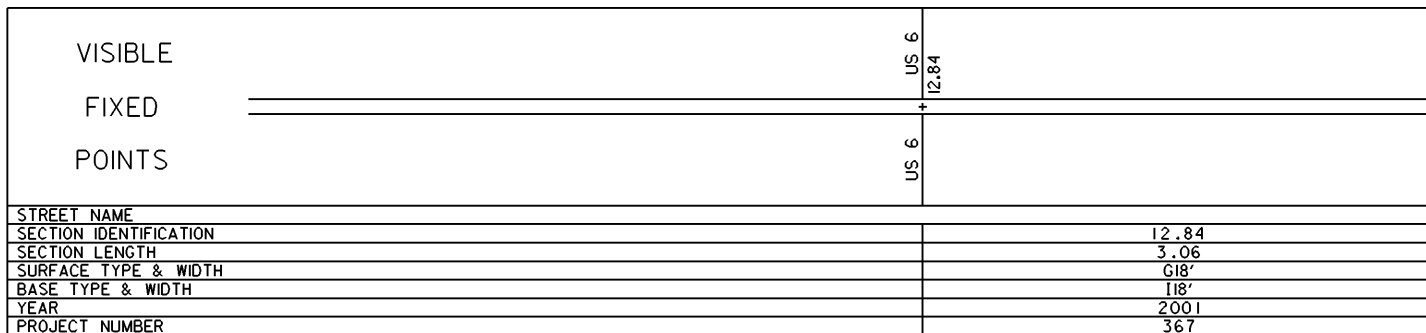 VISIBLE
FIXED
POINTS
US 6
12.84
+
US 6
STREET NAME
SECTION IDENTIFICATION 12.84
SECTION LENGTH 3.06
SURFACE TYPE & WIDTH G18'
BASE TYPE & WIDTH I18'
YEAR 2001
PROJECT NUMBER 367